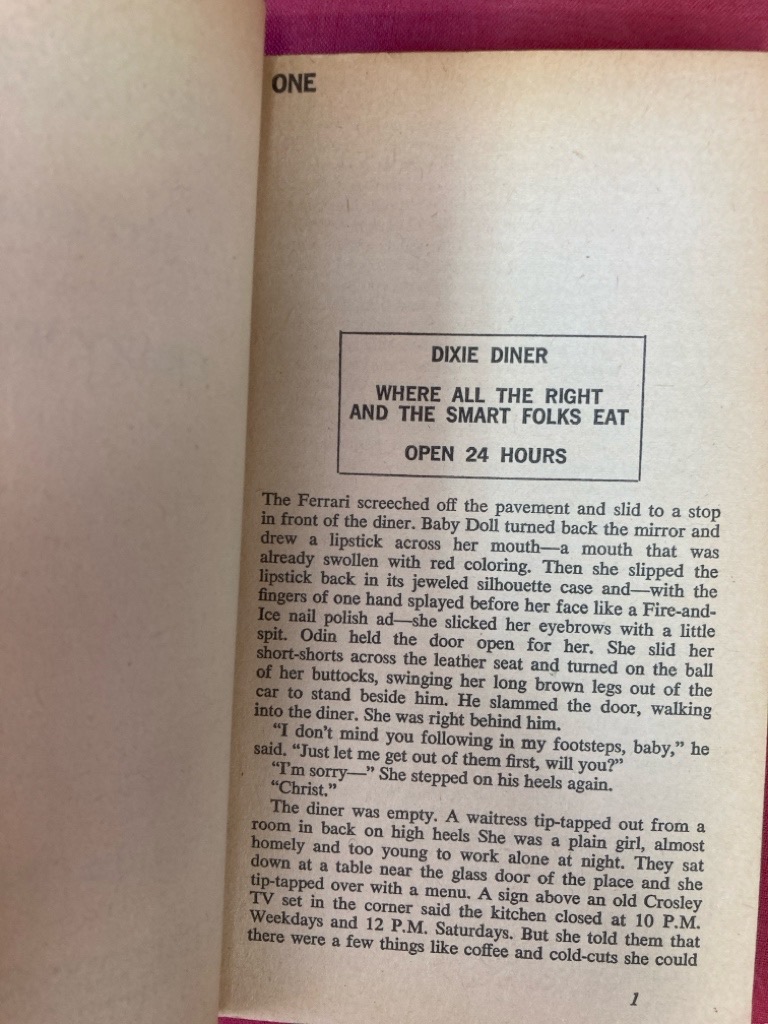 ONE
DIXIE DINER
WHERE ALL THE RIGHT
AND THE SMART FOLKS EAT
OPEN 24 HOURS
The Ferrari screeched off the pavement and slid to a stop
in front of the diner. Baby Doll turned back the mirror and
drew a lipstick across her mouth—a mouth that was
already swollen with red coloring. Then she slipped the
lipstick back in its jeweled silhouette case and—with the
fingers of one hand splayed before her face like a Fire-and-
Ice nail polish ad—she slicked her eyebrows with a little
spit. Odin held the door open for her. She slid her
short-shorts across the leather seat and turned on the ball
of her buttocks, swinging her long brown legs out of the
car to stand beside him. He slammed the door, walking
into the diner. She was right behind him.
"I don't mind you following in my footsteps, baby," he
said. "Just let me get out of them first, will you?"
"I'm sorry—" She stepped on his heels again.
"Christ."
The diner was empty. A waitress tip-tapped out from a
room in back on high heels She was a plain girl, almost
homely and too young to work alone at night. They sat
down at a table near the glass door of the place and she
tip-tapped over with a menu. A sign above an old Crosley
TV set in the corner said the kitchen closed at 10 P.M.
Weekdays and 12 P.M. Saturdays. But she told them that
there were a few things like coffee and cold-cuts she could
1